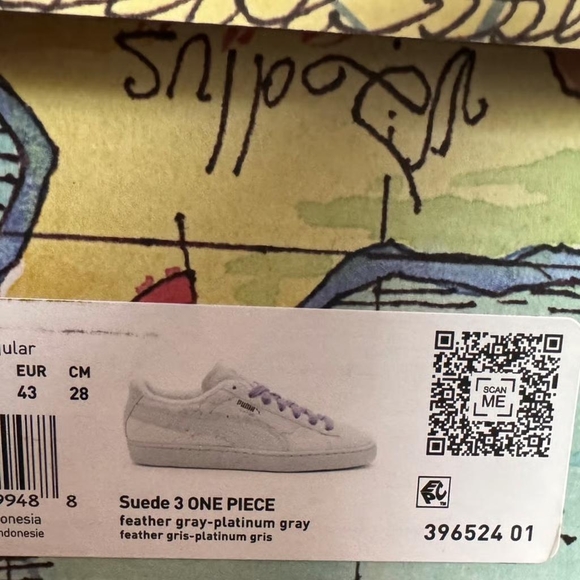 gular
EUR CM
43 28
9948 8
onesia
ndonesie
PUMA
Suede 3 ONE PIECE
feather gray-platinum gray
feather gris-platinum gris
SCAN
ME
396524 01